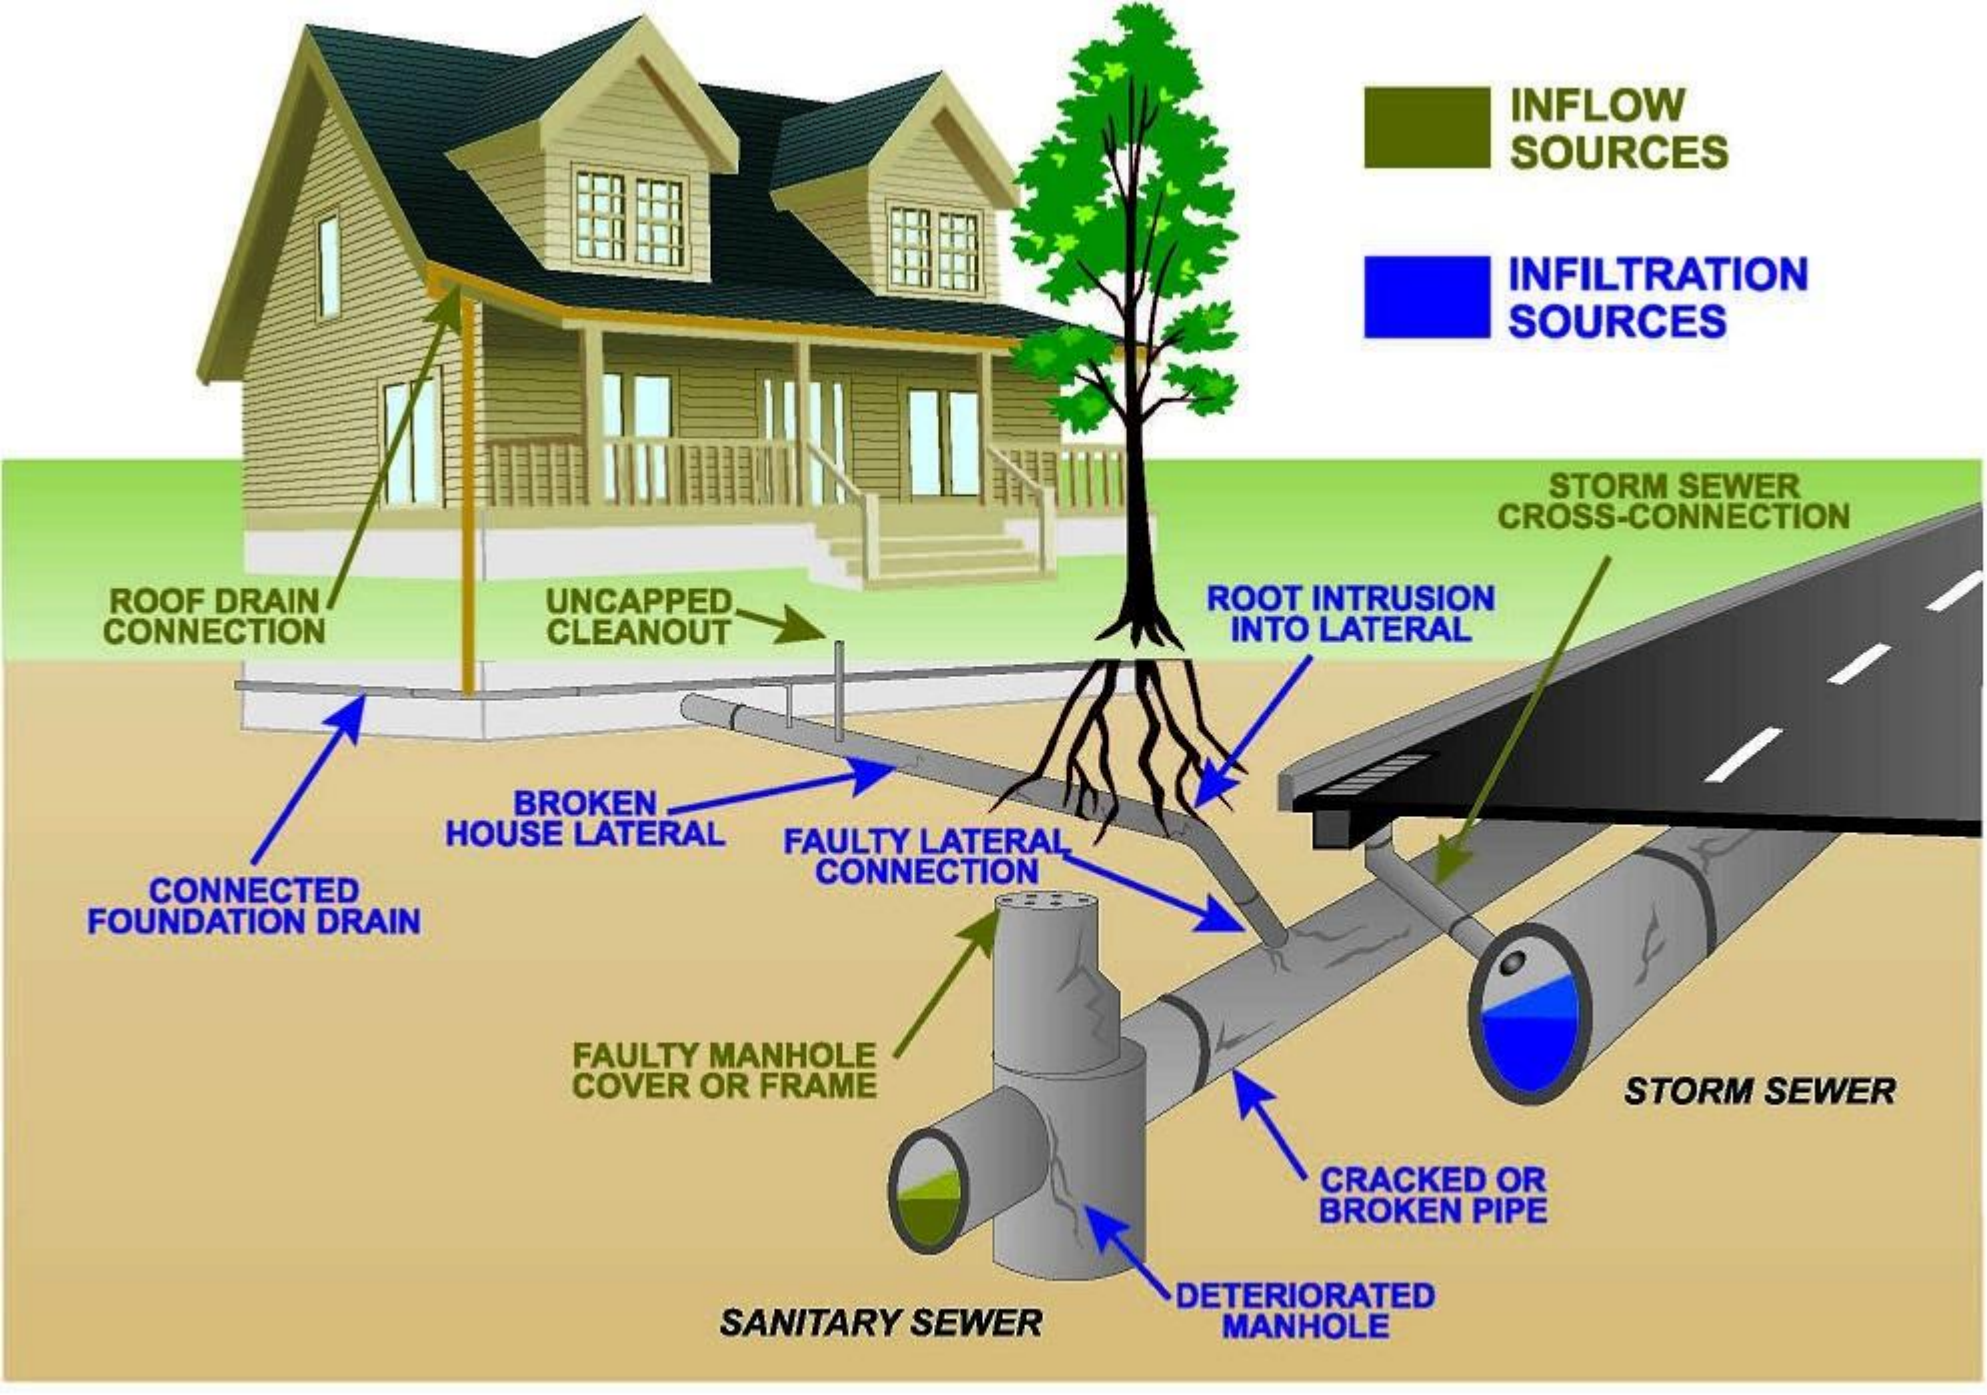 INFLOW
SOURCES
INFILTRATION
SOURCES
STORM SEWER
CROSS-CONNECTION
ROOF DRAIN
CONNECTION
UNCAPPED
CLEANOUT
ROOT INTRUSION
INTO LATERAL
BROKEN
HOUSE LATERAL
FAULTY LATERAL
CONNECTION
CONNECTED
FOUNDATION DRAIN
FAULTY MANHOLE
COVER OR FRAME
STORM SEWER
CRACKED OR
BROKEN PIPE
DETERIORATED
MANHOLE
SANITARY SEWER